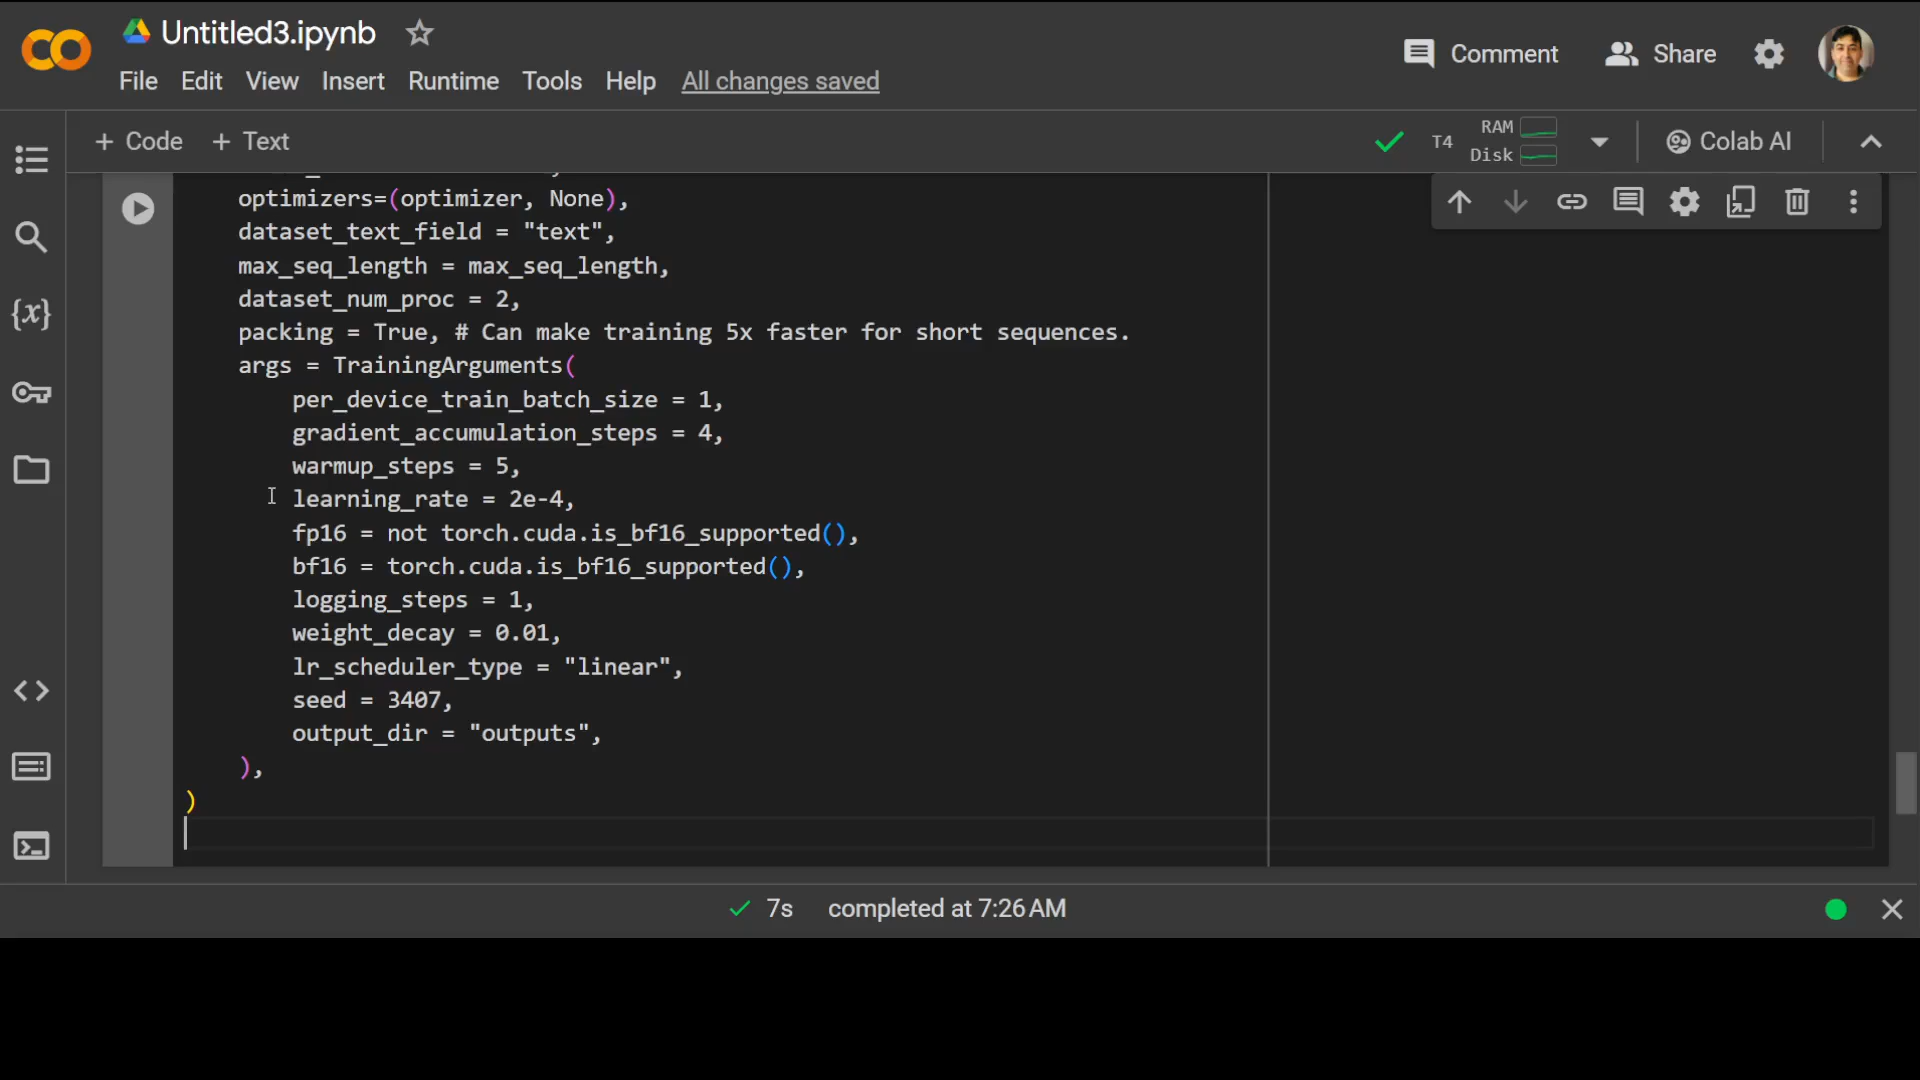 Untitled3.ipynb
Comment
Share
File Edit View Insert Runtime Tools Help All changes saved
+ Code + Text
T4
RAM
Disk
Colab AI
optimizers=(optimizer, None),
dataset_text_field = "text",
max_seq_length = max_seq_length,
dataset_num_proc = 2,
packing = True, # Can make training 5x faster for short sequences.
args = TrainingArguments(
per_device_train_batch_size = 1,
gradient_accumulation_steps = 4,
warmup_steps = 5,
learning_rate = 2e-4,
fp16 = not torch.cuda.is_bf16_supported(),
bf16 = torch.cuda.is_bf16_supported(),
logging_steps = 1,
weight_decay = 0.01,
lr_scheduler_type = "linear",
seed = 3407,
output_dir = "outputs",
),
)
7s completed at 7:26 AM